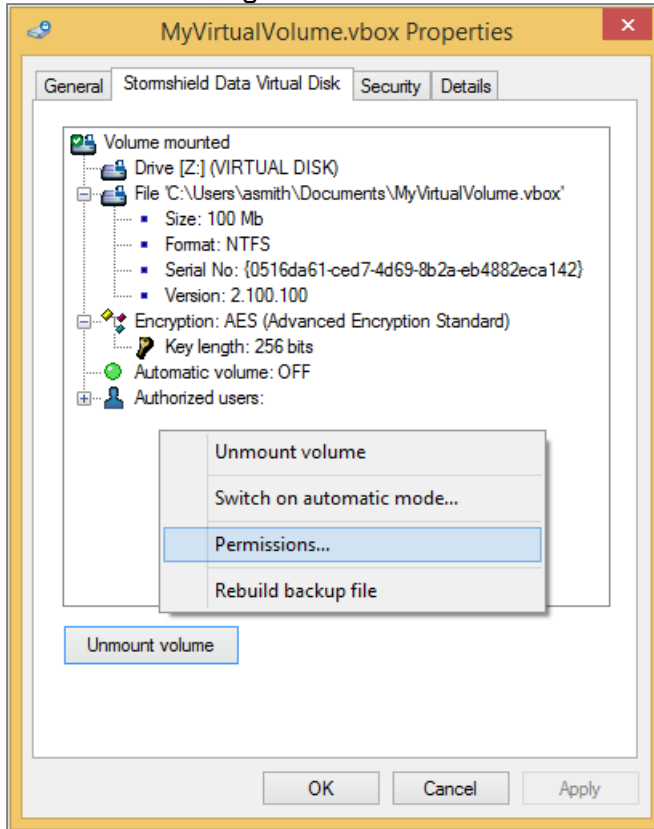 MyVirtualVolume.vbox Properties
General
Stormshield Data Virtual Disk
Security
Details
Volume mounted
Drive [Z:] (VIRTUAL DISK)
File 'C:\Users\asmith\Documents\MyVirtualVolume.vbox'
Size: 100 Mb
Format: NTFS
Serial No: {0516da61-ced7-4d69-8b2a-eb4882eca142}
Version: 2.100.100
Encryption: AES (Advanced Encryption Standard)
Key length: 256 bits
Automatic volume: OFF
Authorized users:
Unmount volume
Switch on automatic mode...
Permissions...
Rebuild backup file
Unmount volume
OK
Cancel
Apply